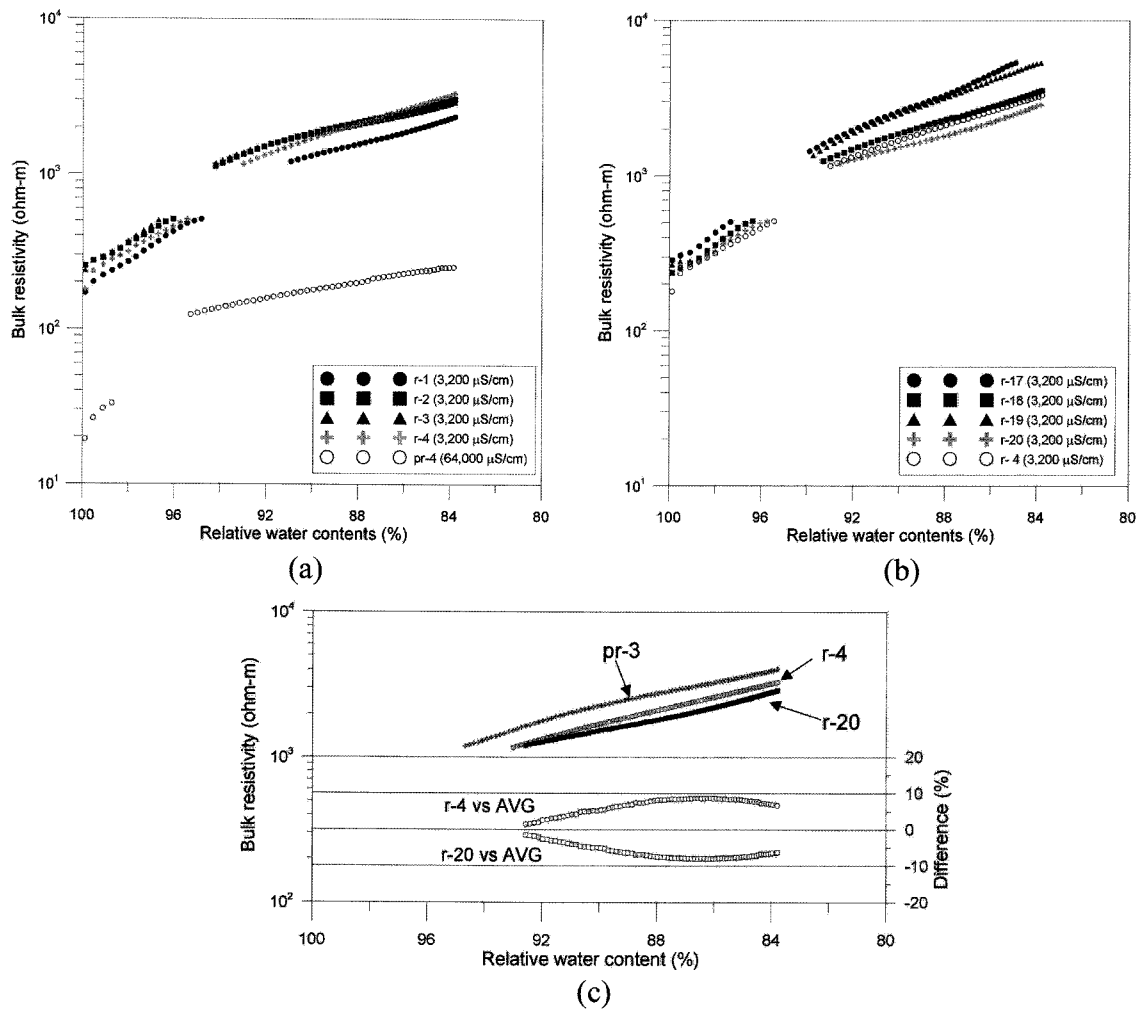 10⁴
10³
10²
10¹
Bulk resistivity (ohm-m)
r-1 (3,200 µS/cm)
r-2 (3,200 µS/cm)
r-3 (3,200 µS/cm)
r-4 (3,200 µS/cm)
pr-4 (64,000 µS/cm)
100 96 92 88 84 80
Relative water contents (%)
(a)
10⁴
10³
10²
10¹
Bulk resistivity (ohm-m)
r-17 (3,200 µS/cm)
r-18 (3,200 µS/cm)
r-19 (3,200 µS/cm)
r-20 (3,200 µS/cm)
r- 4 (3,200 µS/cm)
100 96 92 88 84 80
Relative water contents (%)
(b)
10⁴
10³
10²
Bulk resistivity (ohm-m)
pr-3
r-4
r-20
r-4 vs AVG
r-20 vs AVG
20
10
0
-10
-20
Difference (%)
100 96 92 88 84 80
Relative water content (%)
(c)